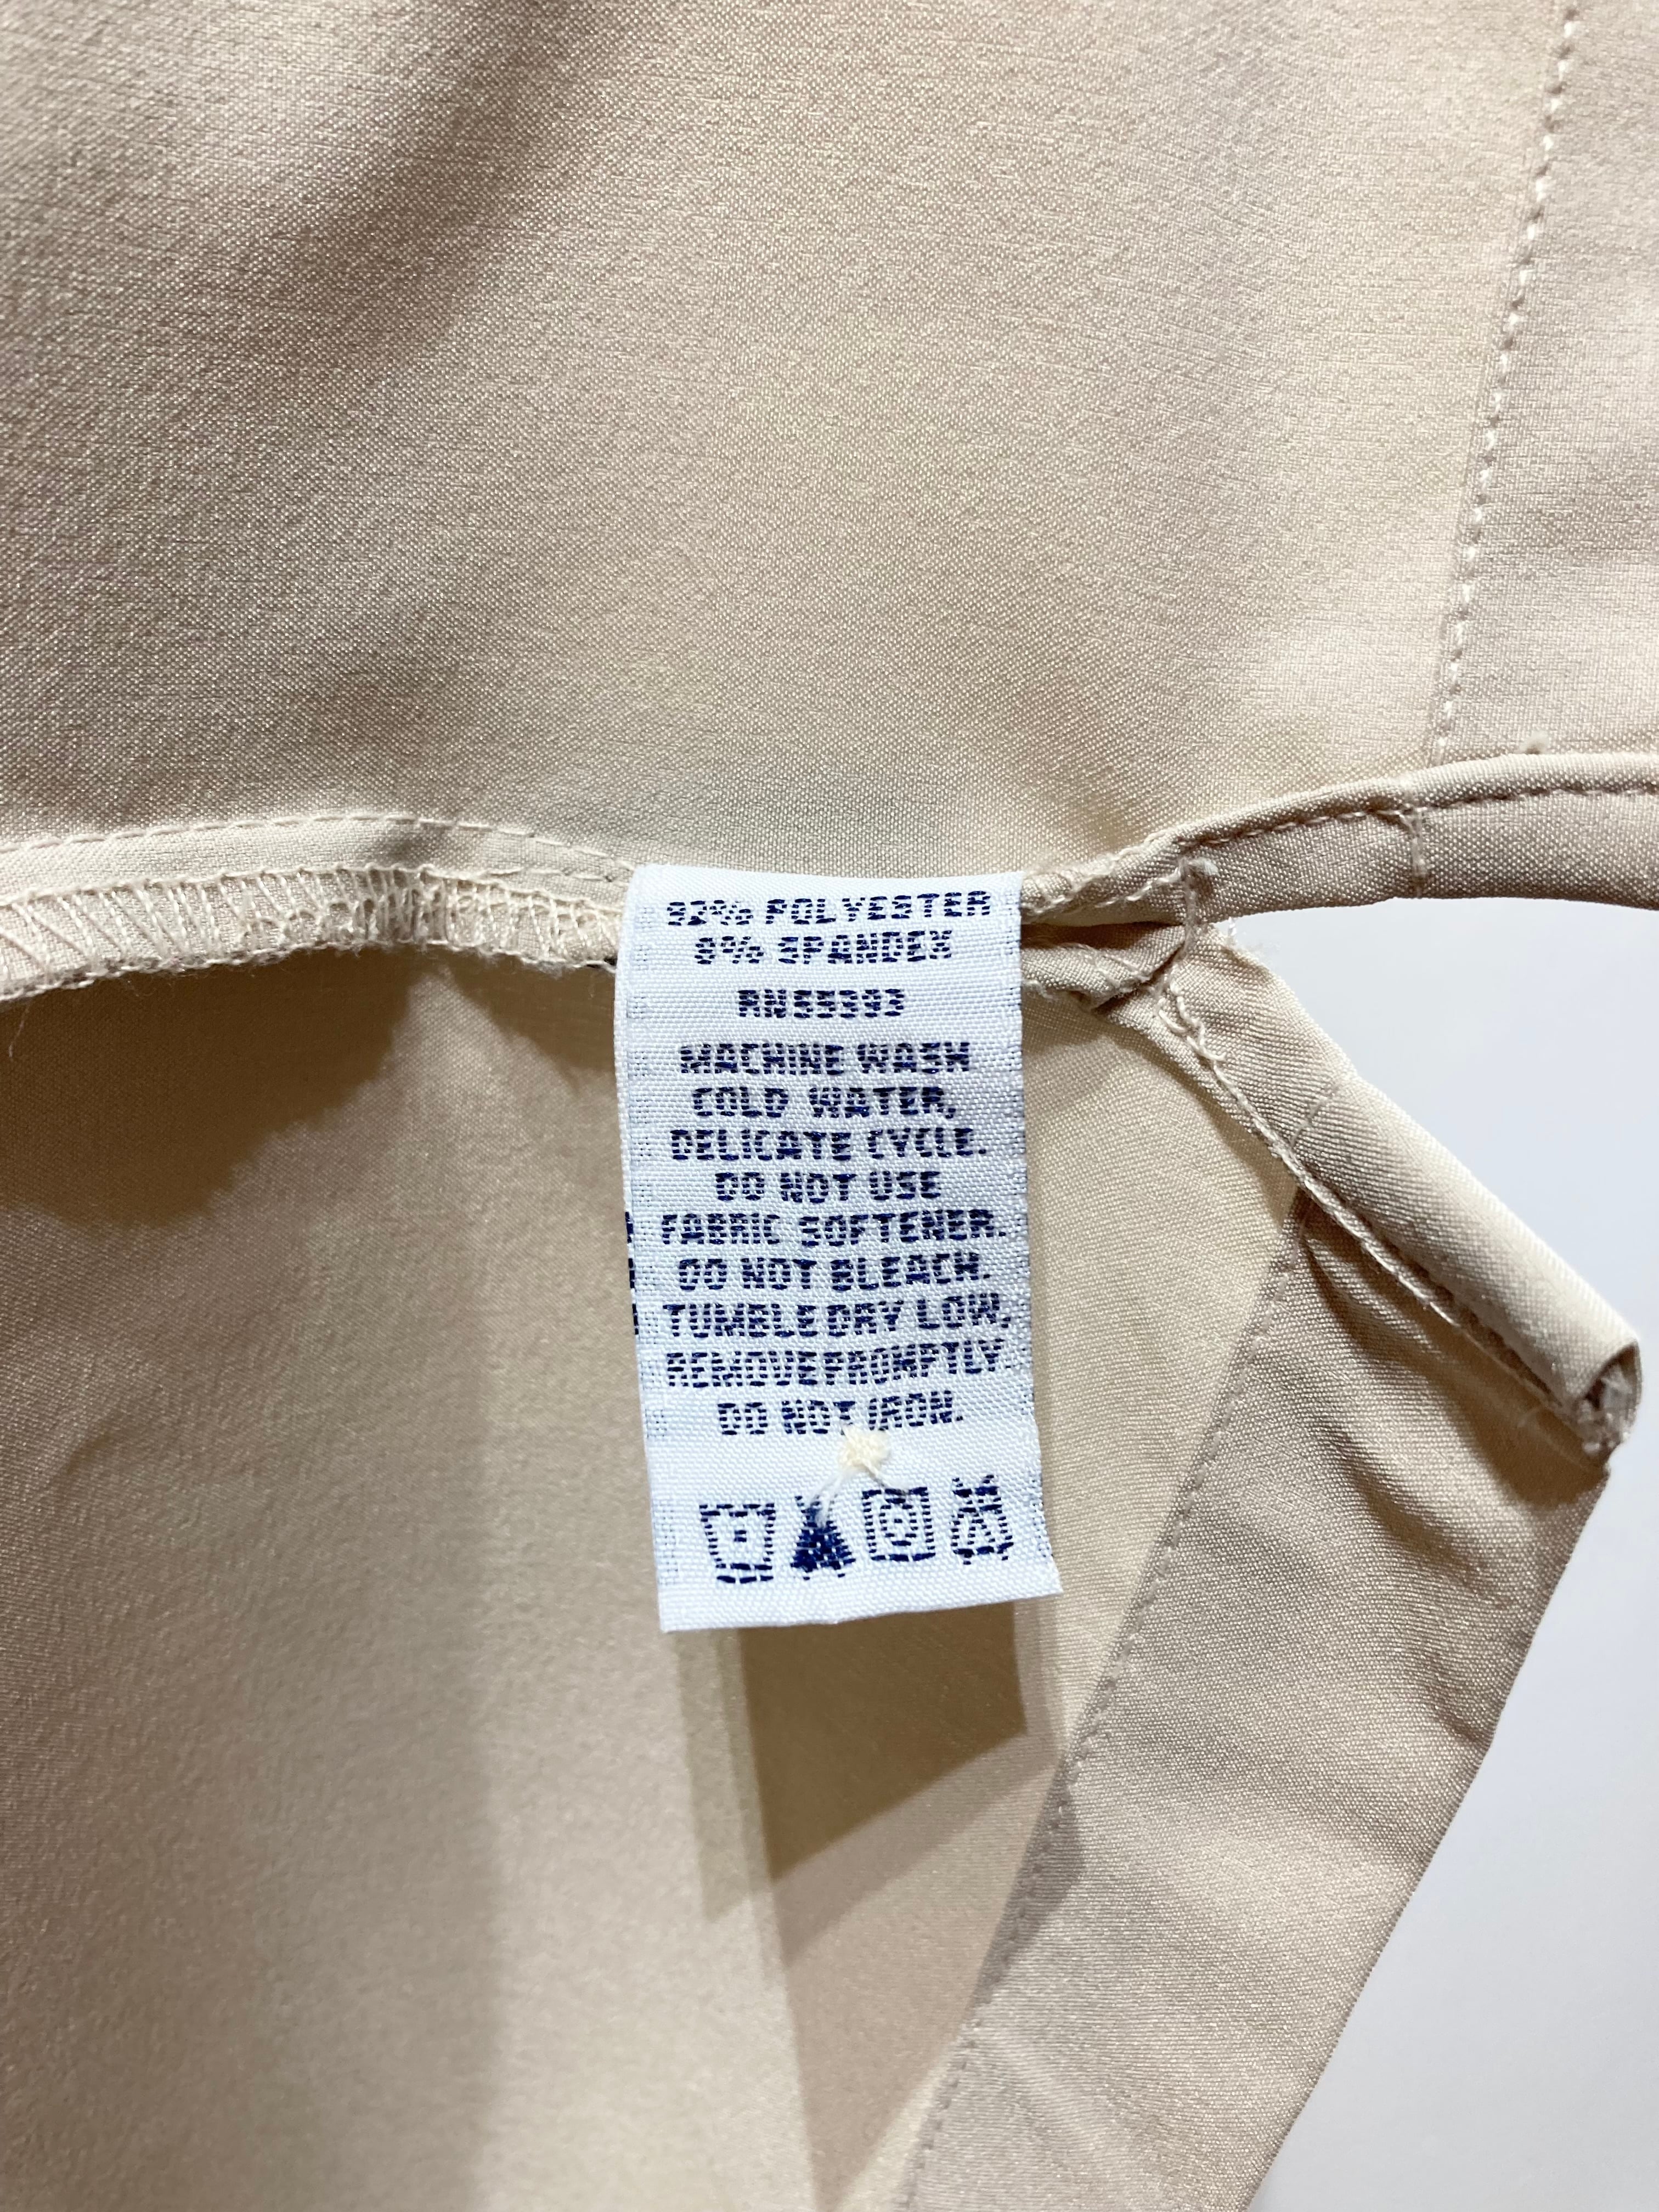 92% POLYESTER
8% SPANDEX
RN55393
MACHINE WASH
COLD WATER,
DELICATE CYCLE.
DO NOT USE
FABRIC SOFTENER.
DO NOT BLEACH.
TUMBLE DRY LOW,
REMOVE PROMPTLY
DO NOT IRON.